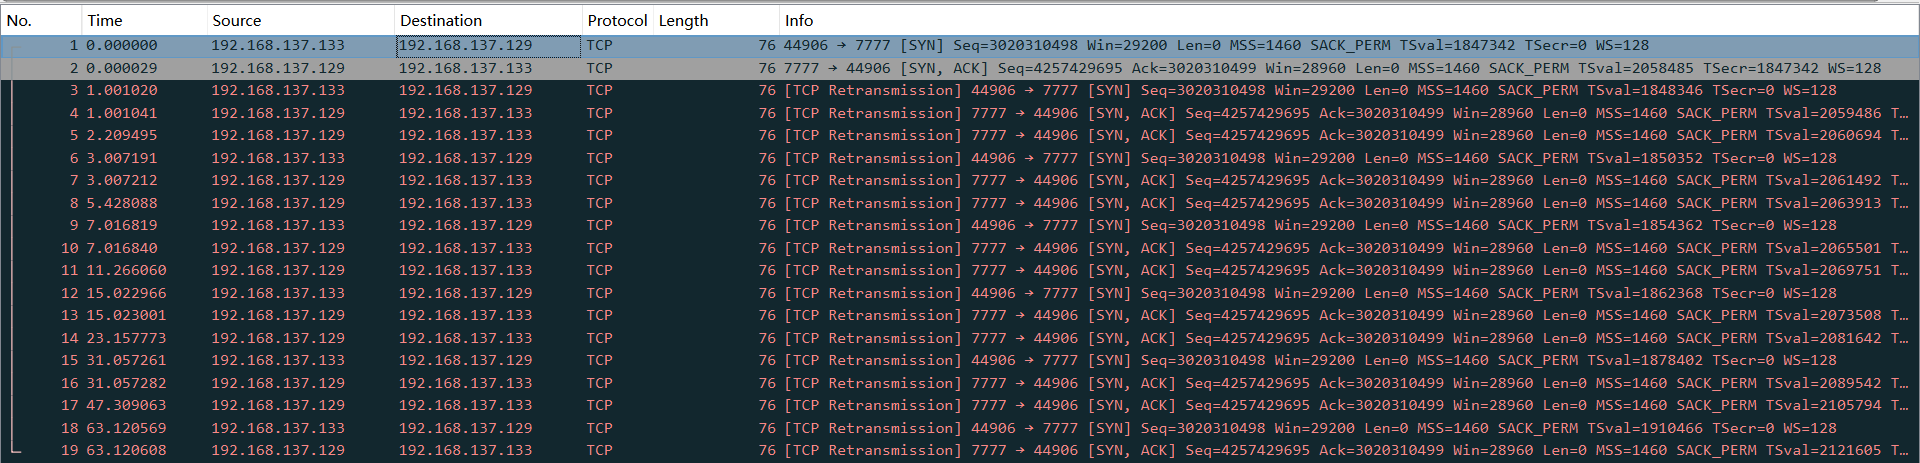 No. Time Source Destination Protocol Length Info
1 0.000000 192.168.137.133 192.168.137.129 TCP 76 44906 → 7777 [SYN] Seq=3020310498 Win=29200 Len=0 MSS=1460 SACK_PERM TSval=1847342 TSecr=0 WS=128
2 0.000029 192.168.137.129 192.168.137.133 TCP 76 7777 → 44906 [SYN, ACK] Seq=4257429695 Ack=3020310499 Win=28960 Len=0 MSS=1460 SACK_PERM TSval=2058485 TSecr=1847342 WS=128
3 1.001020 192.168.137.133 192.168.137.129 TCP 76 [TCP Retransmission] 44906 → 7777 [SYN] Seq=3020310498 Win=29200 Len=0 MSS=1460 SACK_PERM TSval=1848346 TSecr=0 WS=128
4 1.001041 192.168.137.129 192.168.137.133 TCP 76 [TCP Retransmission] 7777 → 44906 [SYN, ACK] Seq=4257429695 Ack=3020310499 Win=28960 Len=0 MSS=1460 SACK_PERM TSval=2059486 T…
5 2.209495 192.168.137.129 192.168.137.133 TCP 76 [TCP Retransmission] 7777 → 44906 [SYN, ACK] Seq=4257429695 Ack=3020310499 Win=28960 Len=0 MSS=1460 SACK_PERM TSval=2060694 T…
6 3.007191 192.168.137.133 192.168.137.129 TCP 76 [TCP Retransmission] 44906 → 7777 [SYN] Seq=3020310498 Win=29200 Len=0 MSS=1460 SACK_PERM TSval=1850352 TSecr=0 WS=128
7 3.007212 192.168.137.129 192.168.137.133 TCP 76 [TCP Retransmission] 7777 → 44906 [SYN, ACK] Seq=4257429695 Ack=3020310499 Win=28960 Len=0 MSS=1460 SACK_PERM TSval=2061492 T…
8 5.428088 192.168.137.129 192.168.137.133 TCP 76 [TCP Retransmission] 7777 → 44906 [SYN, ACK] Seq=4257429695 Ack=3020310499 Win=28960 Len=0 MSS=1460 SACK_PERM TSval=2063913 T…
9 7.016819 192.168.137.133 192.168.137.129 TCP 76 [TCP Retransmission] 44906 → 7777 [SYN] Seq=3020310498 Win=29200 Len=0 MSS=1460 SACK_PERM TSval=1854362 TSecr=0 WS=128
10 7.016840 192.168.137.129 192.168.137.133 TCP 76 [TCP Retransmission] 7777 → 44906 [SYN, ACK] Seq=4257429695 Ack=3020310499 Win=28960 Len=0 MSS=1460 SACK_PERM TSval=2065501 T…
11 11.266060 192.168.137.129 192.168.137.133 TCP 76 [TCP Retransmission] 7777 → 44906 [SYN, ACK] Seq=4257429695 Ack=3020310499 Win=28960 Len=0 MSS=1460 SACK_PERM TSval=2069751 T…
12 15.022966 192.168.137.133 192.168.137.129 TCP 76 [TCP Retransmission] 44906 → 7777 [SYN] Seq=3020310498 Win=29200 Len=0 MSS=1460 SACK_PERM TSval=1862368 TSecr=0 WS=128
13 15.023001 192.168.137.129 192.168.137.133 TCP 76 [TCP Retransmission] 7777 → 44906 [SYN, ACK] Seq=4257429695 Ack=3020310499 Win=28960 Len=0 MSS=1460 SACK_PERM TSval=2073508 T…
14 23.157773 192.168.137.129 192.168.137.133 TCP 76 [TCP Retransmission] 7777 → 44906 [SYN, ACK] Seq=4257429695 Ack=3020310499 Win=28960 Len=0 MSS=1460 SACK_PERM TSval=2081642 T…
15 31.057261 192.168.137.133 192.168.137.129 TCP 76 [TCP Retransmission] 44906 → 7777 [SYN] Seq=3020310498 Win=29200 Len=0 MSS=1460 SACK_PERM TSval=1878402 TSecr=0 WS=128
16 31.057282 192.168.137.129 192.168.137.133 TCP 76 [TCP Retransmission] 7777 → 44906 [SYN, ACK] Seq=4257429695 Ack=3020310499 Win=28960 Len=0 MSS=1460 SACK_PERM TSval=2089542 T…
17 47.309063 192.168.137.129 192.168.137.133 TCP 76 [TCP Retransmission] 7777 → 44906 [SYN, ACK] Seq=4257429695 Ack=3020310499 Win=28960 Len=0 MSS=1460 SACK_PERM TSval=2105794 T…
18 63.120569 192.168.137.133 192.168.137.129 TCP 76 [TCP Retransmission] 44906 → 7777 [SYN] Seq=3020310498 Win=29200 Len=0 MSS=1460 SACK_PERM TSval=1910466 TSecr=0 WS=128
19 63.120608 192.168.137.129 192.168.137.133 TCP 76 [TCP Retransmission] 7777 → 44906 [SYN, ACK] Seq=4257429695 Ack=3020310499 Win=28960 Len=0 MSS=1460 SACK_PERM TSval=2121605 T…